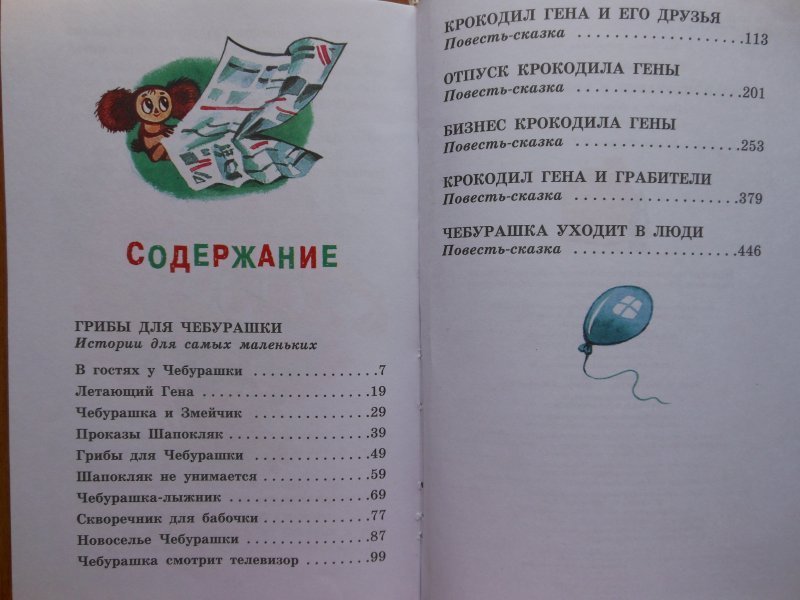 СОДЕРЖАНИЕ
ГРИБЫ ДЛЯ ЧЕБУРАШКИ
Истории для самых маленьких
В гостях у Чебурашки ..............7
Летающий Гена ....................19
Чебурашка и Змейчик ..............29
Проказы Шапокляк.................39
Грибы для Чебурашки .............49
Шапокляк не унимается ............59
Чебурашка-лыжник ................69
Скворечник для бабочки............77
Новоселье Чебурашки ..............87
Чебурашка смотрит телевизор ........99
КРОКОДИЛ ГЕНА И ЕГО ДРУЗЬЯ
Повесть-сказка ....................113
ОТПУСК КРОКОДИЛА ГЕНЫ
Повесть-сказка ....................201
БИЗНЕС КРОКОДИЛА ГЕНЫ
Повесть-сказка ....................253
КРОКОДИЛ ГЕНА И ГРАБИТЕЛИ
Повесть-сказка ....................379
ЧЕБУРАШКА УХОДИТ В ЛЮДИ
Повесть-сказка ....................446